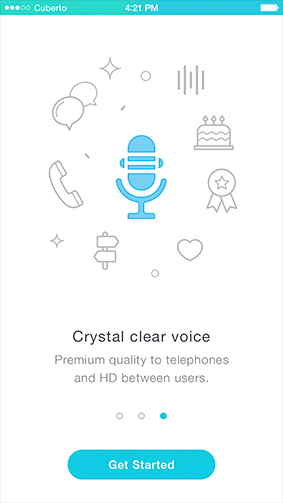 Cuberto 4:21 PM
Crystal clear voice
Premium quality to telephones
and HD between users.
Get Started